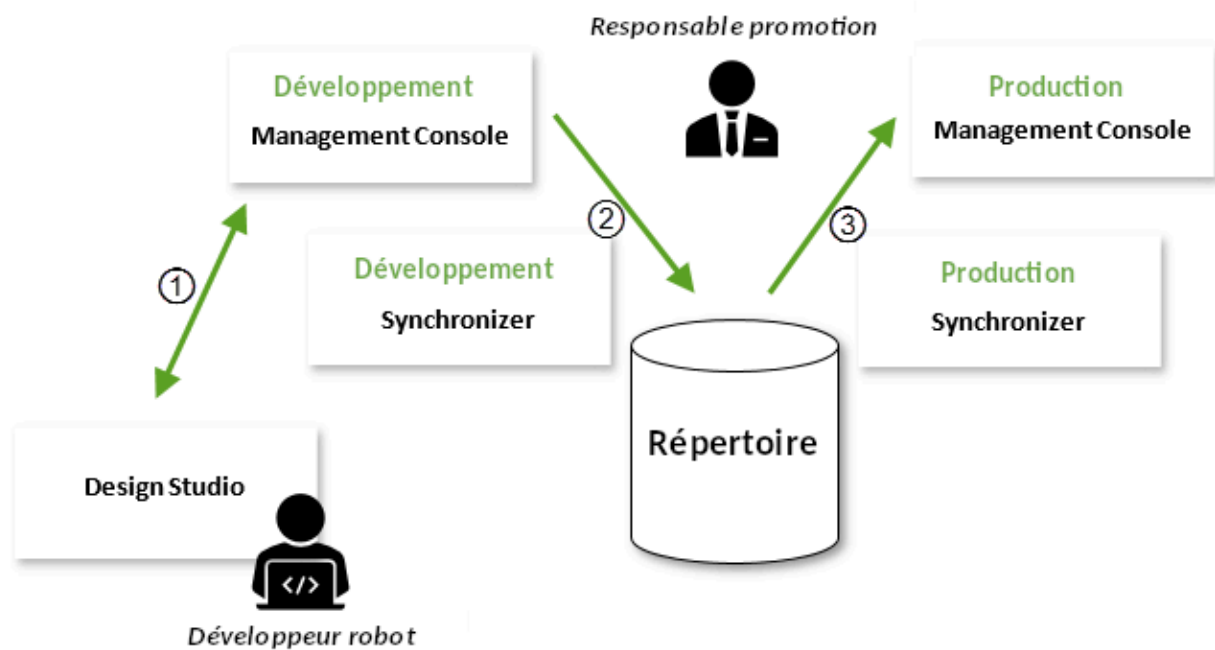 Responsable promotion
Développement
Management Console
Production
Management Console
②
③
Développement
Synchronizer
Production
Synchronizer
①
Répertoire
Design Studio
</>
Développeur robot